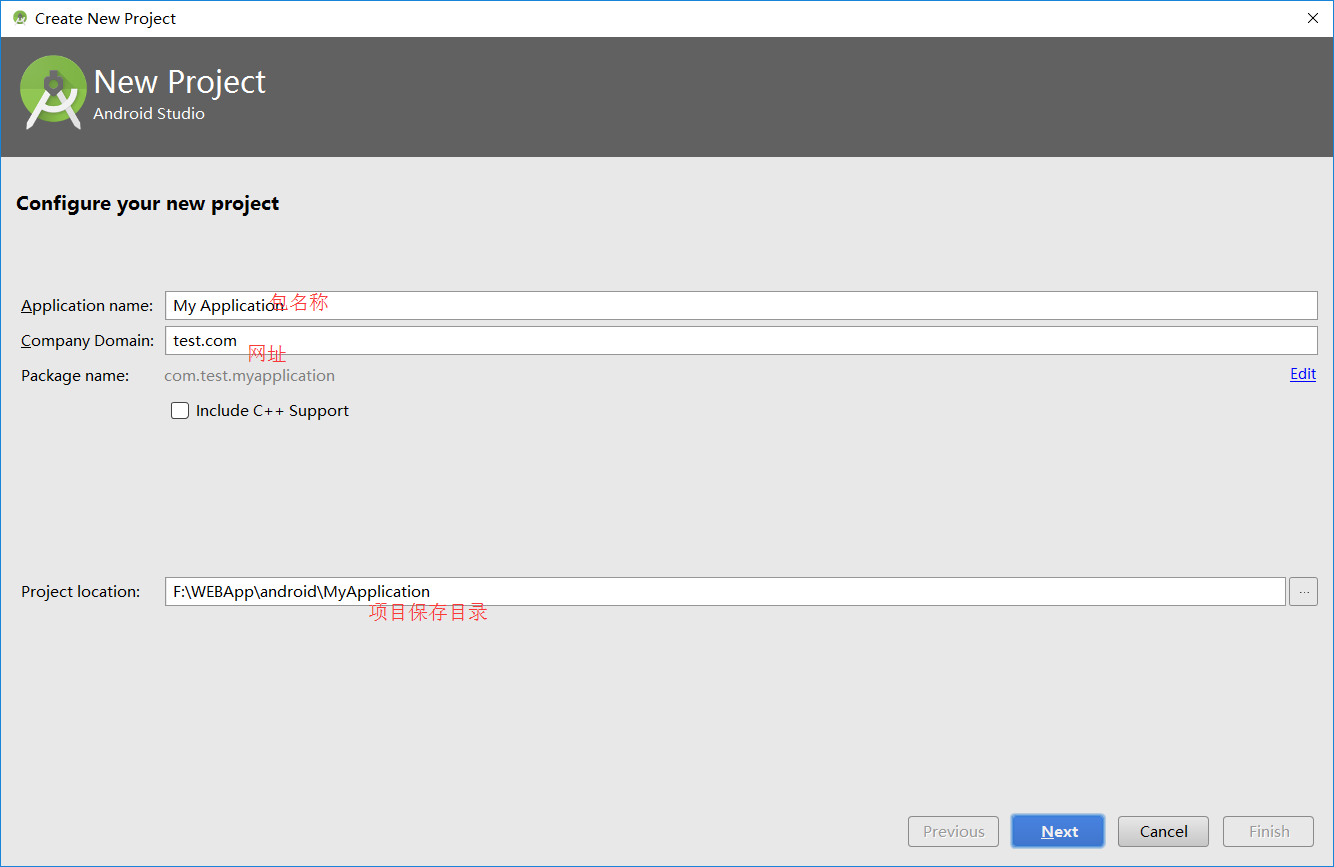 Create New Project
New Project
Android Studio
Configure your new project
Application name: My Application 包名称
Company Domain: test.com
网址
Package name: com.test.myapplication Edit
Include C++ Support
Project location: F:\WEBApp\android\MyApplication ...
项目保存目录
Previous Next Cancel Finish